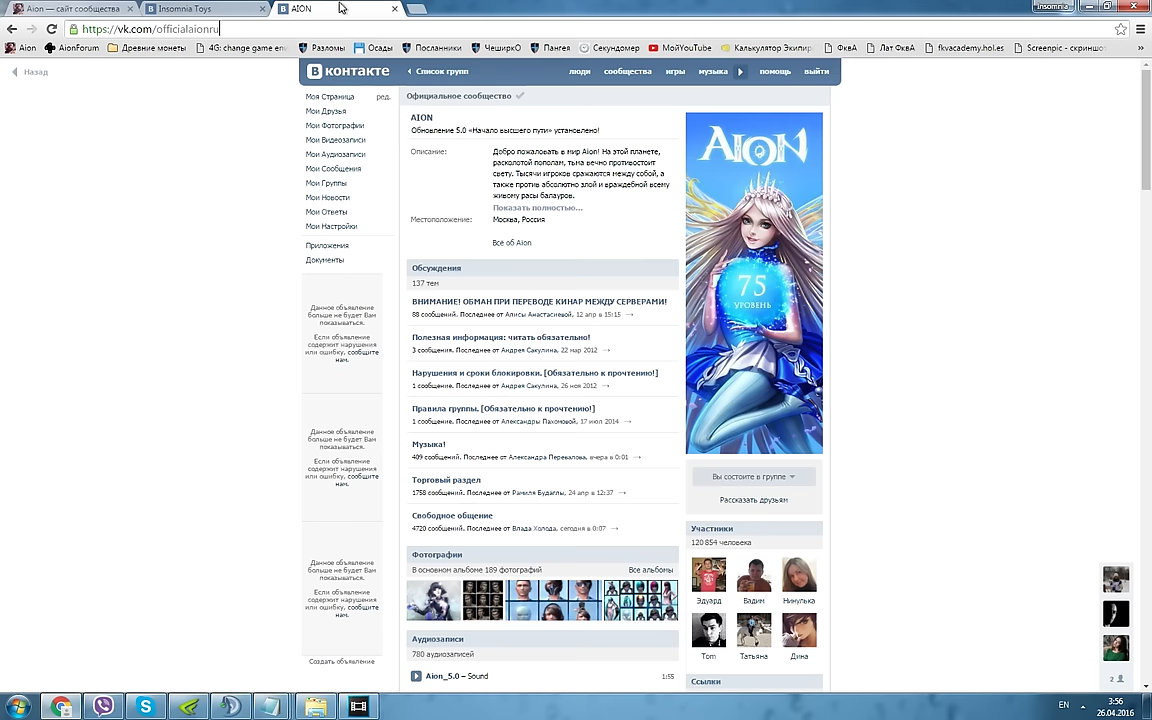 Aion — сайт сообщества
Insomnia Toys
AION
Insomnia
https://vk.com/officialaionru
Aion
AionForum
Древние монеты
4G: change game env
Разломы
Осады
Посланники
ЧеширкО
Пангея
Секундомер
МойYouTube
Калькулятор Экипир
ФквА
Лат ФквА
fkvacademy.hol.es
Screenpic - скриншо
Назад
В контакте
Список групп
люди
сообщества
игры
музыка
помощь
выйти
Моя Страница ред.
Мои Друзья
Мои Фотографии
Мои Видеозаписи
Мои Аудиозаписи
Мои Сообщения
Мои Группы
Мои Новости
Мои Ответы
Мои Настройки
Приложения
Документы
Данное объявление
больше не будет Вам
показываться.
Если объявление
содержит нарушения
или ошибку, сообщите
нам.
Данное объявление
больше не будет Вам
показываться.
Если объявление
содержит нарушения
или ошибку, сообщите
нам.
Данное объявление
больше не будет Вам
показываться.
Если объявление
содержит нарушения
или ошибку, сообщите
нам.
Создать объявление
Официальное сообщество
AION
Обновление 5.0 «Начало высшего пути» установлено!
Описание:
Добро пожаловать в мир Aion! На этой планете,
расколотой пополам, тьма вечно противостоит
свету. Тысячи игроков сражаются между собой, а
также против абсолютно злой и враждебной всему
живому расы балауров.
Показать полностью...
Местоположение: Москва, Россия
Все об Aion
Обсуждения
137 тем
ВНИМАНИЕ! ОБМАН ПРИ ПЕРЕВОДЕ КИНАР МЕЖДУ СЕРВЕРАМИ!
88 сообщений. Последнее от Алисы Анастасиевой, 12 апр в 15:15 →
Полезная информация: читать обязательно!
3 сообщения. Последнее от Андрея Сакулина, 22 мар 2012 →
Нарушения и сроки блокировки. [Обязательно к прочтению!]
1 сообщение. Последнее от Андрея Сакулина, 26 ноя 2012 →
Правила группы. [Обязательно к прочтению!]
1 сообщение. Последнее от Александры Пахомовой, 17 июл 2014 →
Музыка!
409 сообщений. Последнее от Александра Перевалова, вчера в 0:01 →
Торговый раздел
1758 сообщений. Последнее от Рамиля Будаглы, 24 апр в 12:37 →
Свободное общение
4720 сообщений. Последнее от Влада Холода, сегодня в 0:07 →
Фотографии
В основном альбоме 189 фотографий Все альбомы
Аудиозаписи
780 аудиозаписей
Aion_5.0 – Sound 1:55
AION
75
УРОВЕНЬ
Вы состоите в группе
Рассказать друзьям
Участники
120 854 человека
Эдуард Вадим Нинулька
Tom Татьяна Дина
Ссылки
2
EN
3:56
26.04.2016